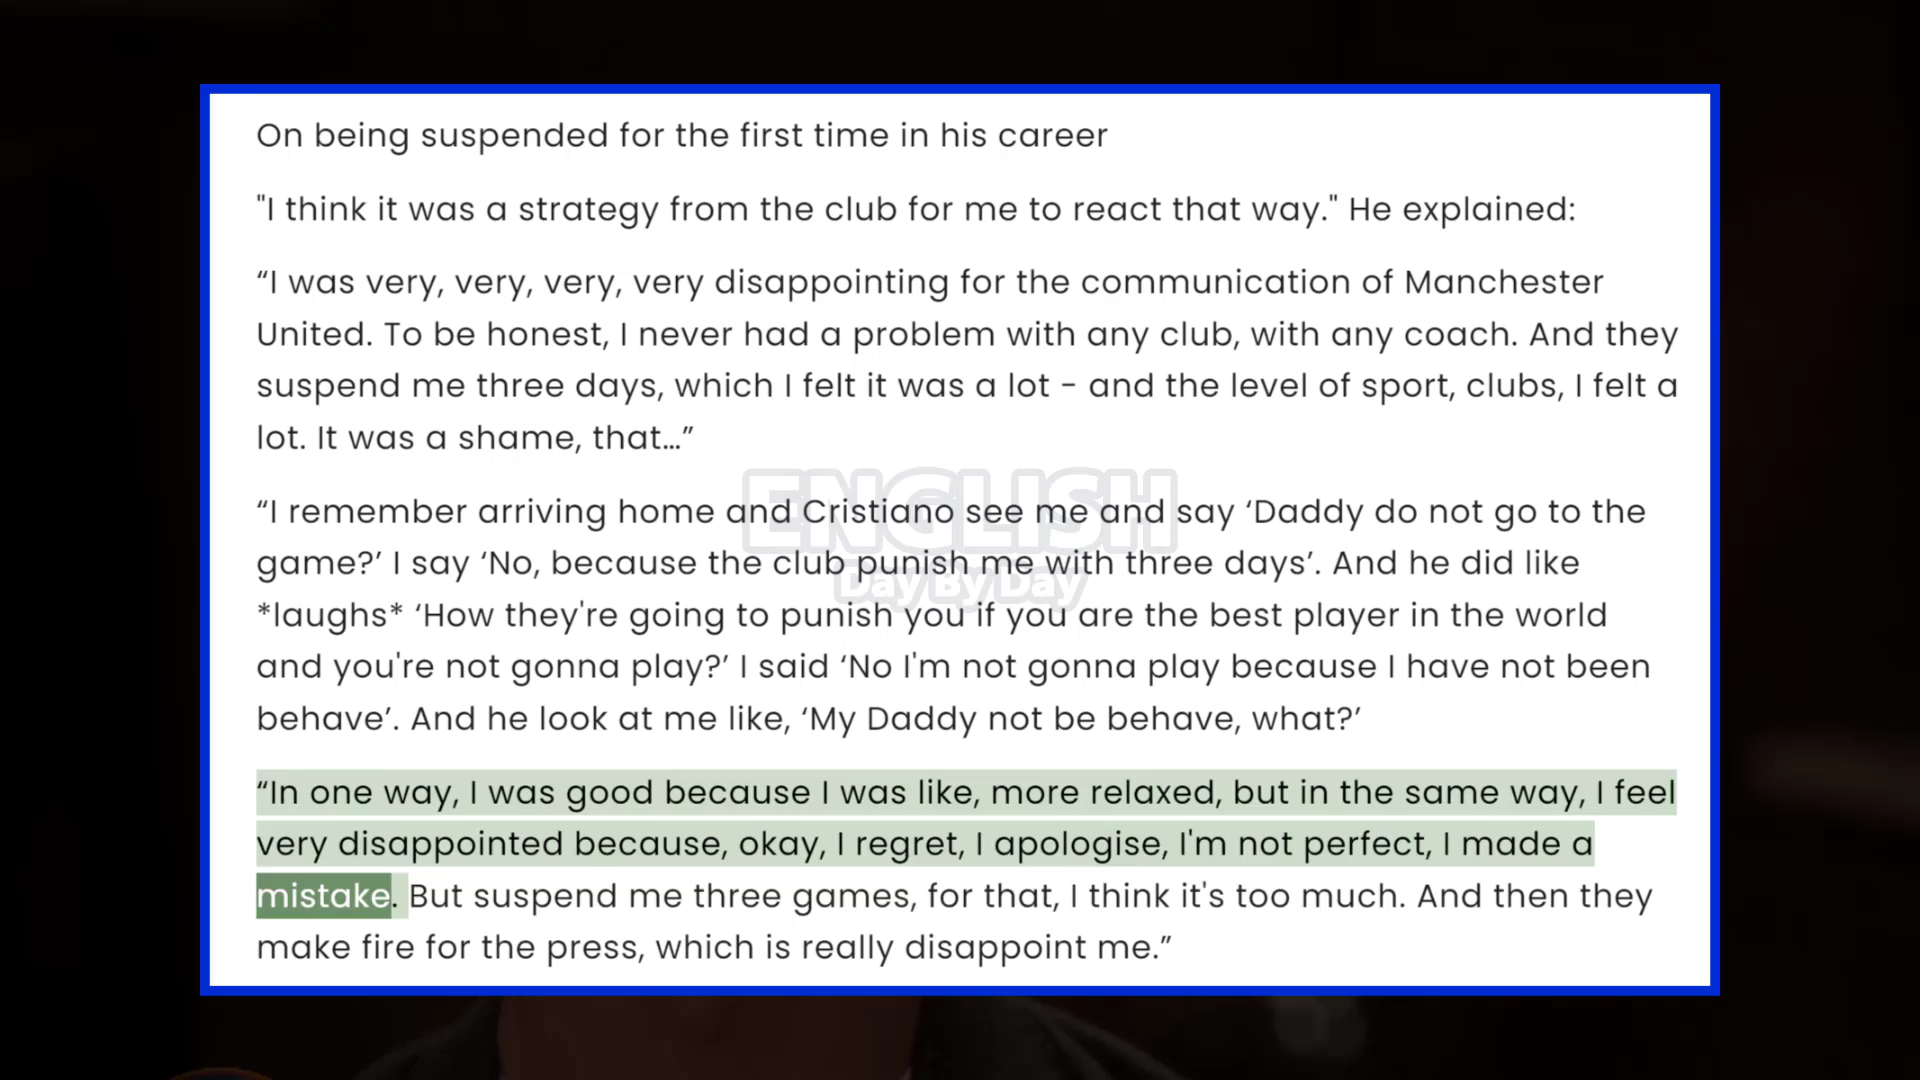 On being suspended for the first time in his career
"I think it was a strategy from the club for me to react that way." He explained:
“I was very, very, very, very disappointing for the communication of Manchester
United. To be honest, I never had a problem with any club, with any coach. And they
suspend me three days, which I felt it was a lot - and the level of sport, clubs, I felt a
lot. It was a shame, that…”
“I remember arriving home and Cristiano see me and say ‘Daddy do not go to the
game?’ I say ‘No, because the club punish me with three days’. And he did like
*laughs* ‘How they're going to punish you if you are the best player in the world
and you're not gonna play?’ I said ‘No I'm not gonna play because I have not been
behave’. And he look at me like, ‘My Daddy not be behave, what?’
“In one way, I was good because I was like, more relaxed, but in the same way, I feel
very disappointed because, okay, I regret, I apologise, I'm not perfect, I made a
mistake. But suspend me three games, for that, I think it's too much. And then they
make fire for the press, which is really disappoint me.”
ENGLISH
Day By Day